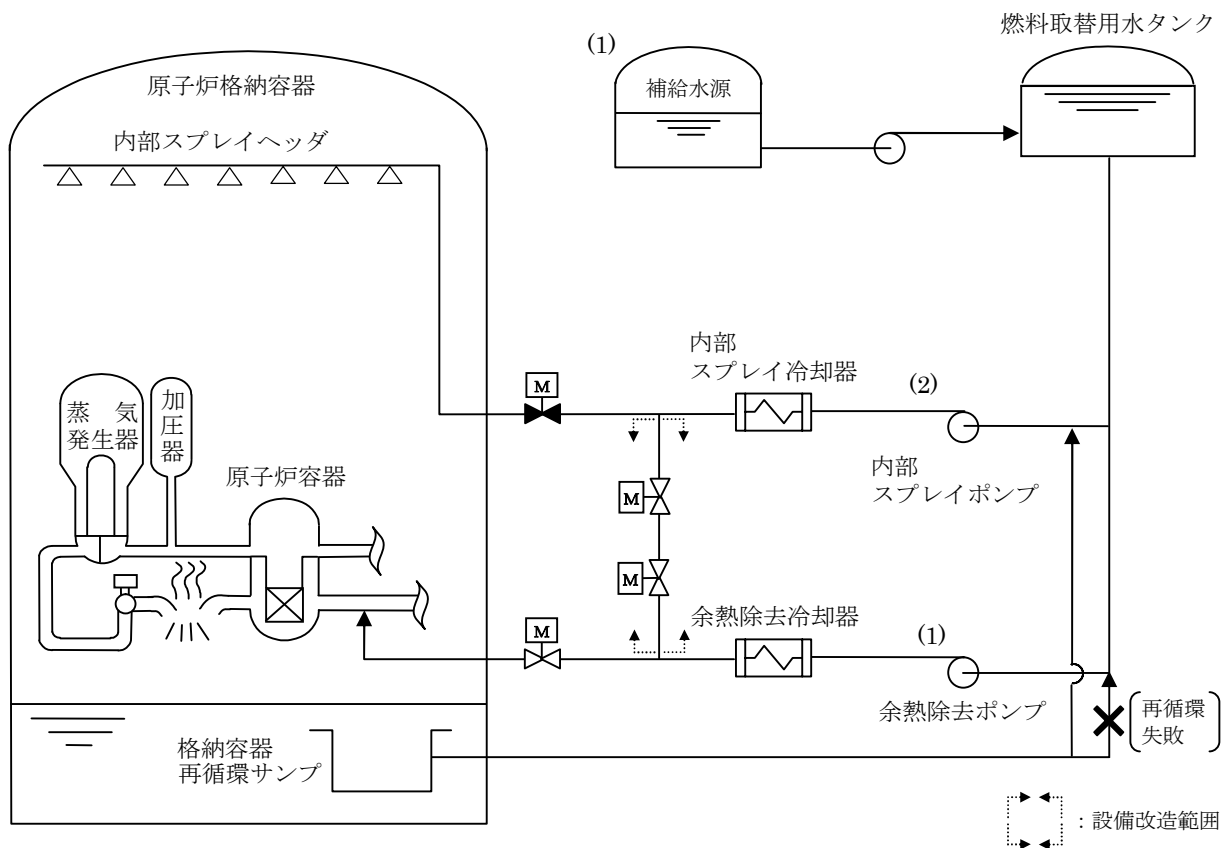 燃料取替用水タンク
(1)
補給水源
原子炉格納容器
内部スプレイヘッダ
内部
スプレイ冷却器
(2)
M
蒸　気
発生器
加
圧
器
原子炉容器
内部
スプレイポンプ
M
M
余熱除去冷却器
(1)
M
余熱除去ポンプ
再循環
失敗
格納容器
再循環サンプ
：設備改造範囲